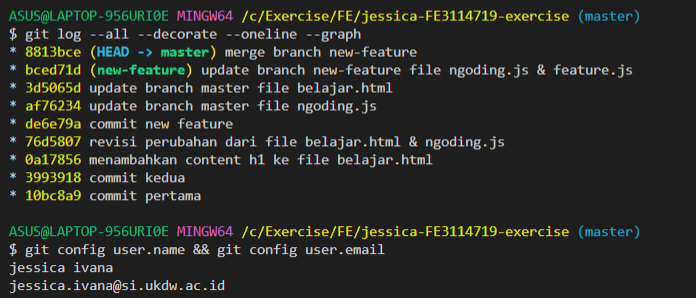 ASUS@LAPTOP-956URI0E MINGW64 /c/Exercise/FE/jessica-FE3114719-exercise (master)
$ git log --all --decorate --oneline --graph
* 8813bce (HEAD -> master) merge branch new-feature
* bced71d (new-feature) update branch new-feature file ngoding.js & feature.js
* 3d5065d update branch master file belajar.html
* af76234 update branch master file ngoding.js
* de6e79a commit new feature
* 76d5807 revisi perubahan dari file belajar.html & ngoding.js
* 0a17856 menambahkan content h1 ke file belajar.html
* 3993918 commit kedua
* 10bc8a9 commit pertama
ASUS@LAPTOP-956URI0E MINGW64 /c/Exercise/FE/jessica-FE3114719-exercise (master)
$ git config user.name && git config user.email
jessica ivana
jessica.ivana@si.ukdw.ac.id